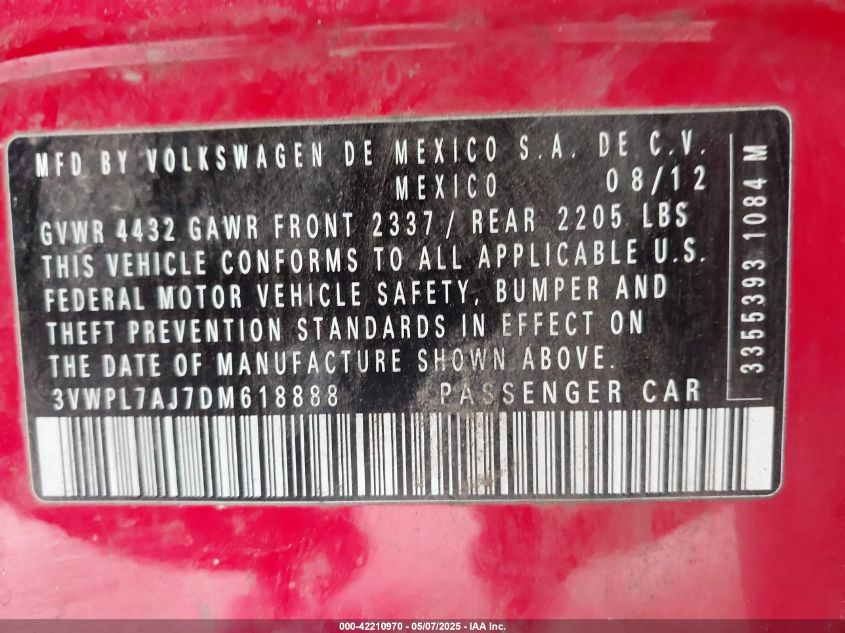 MFD BY VOLKSWAGEN DE MEXICO S.A. DE C.V.
MEXICO 08/12
GVWR 4432 GAWR FRONT 2337 / REAR 2205 LBS
THIS VEHICLE CONFORMS TO ALL APPLICABLE U.S.
FEDERAL MOTOR VEHICLE SAFETY, BUMPER AND
THEFT PREVENTION STANDARDS IN EFFECT ON
THE DATE OF MANUFACTURE SHOWN ABOVE.
3VWPL7AJ7DM618888 PASSENGER CAR
3355393 1084 M
000-42210970 - 05/07/2025 - IAA Inc.